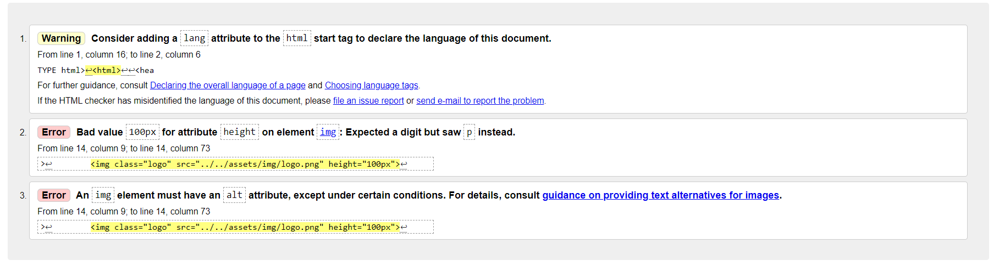 1. Warning Consider adding a lang attribute to the html start tag to declare the language of this document.
From line 1, column 16; to line 2, column 6
TYPE html>↩<html>↩↩<hea
For further guidance, consult Declaring the overall language of a page and Choosing language tags.
If the HTML checker has misidentified the language of this document, please file an issue report or send e-mail to report the problem.
2. Error Bad value 100px for attribute height on element img: Expected a digit but saw p instead.
From line 14, column 9; to line 14, column 73
>↩ <img class="logo" src="../../assets/img/logo.png" height="100px">↩
3. Error An img element must have an alt attribute, except under certain conditions. For details, consult guidance on providing text alternatives for images.
From line 14, column 9; to line 14, column 73
>↩ <img class="logo" src="../../assets/img/logo.png" height="100px">↩